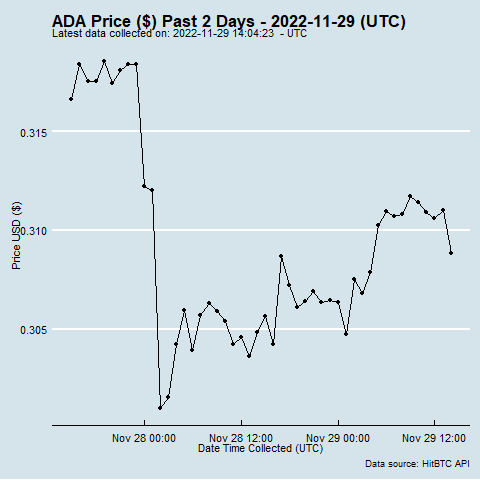 ADA Price ($) Past 2 Days - 2022-11-29 (UTC)
Latest data collected on: 2022-11-29 14:04:23  - UTC
0.315
0.310
0.305
Price USD ($)
Nov 28 00:00 Nov 28 12:00 Nov 29 00:00 Nov 29 12:00
Date Time Collected (UTC)
Data source: HitBTC API